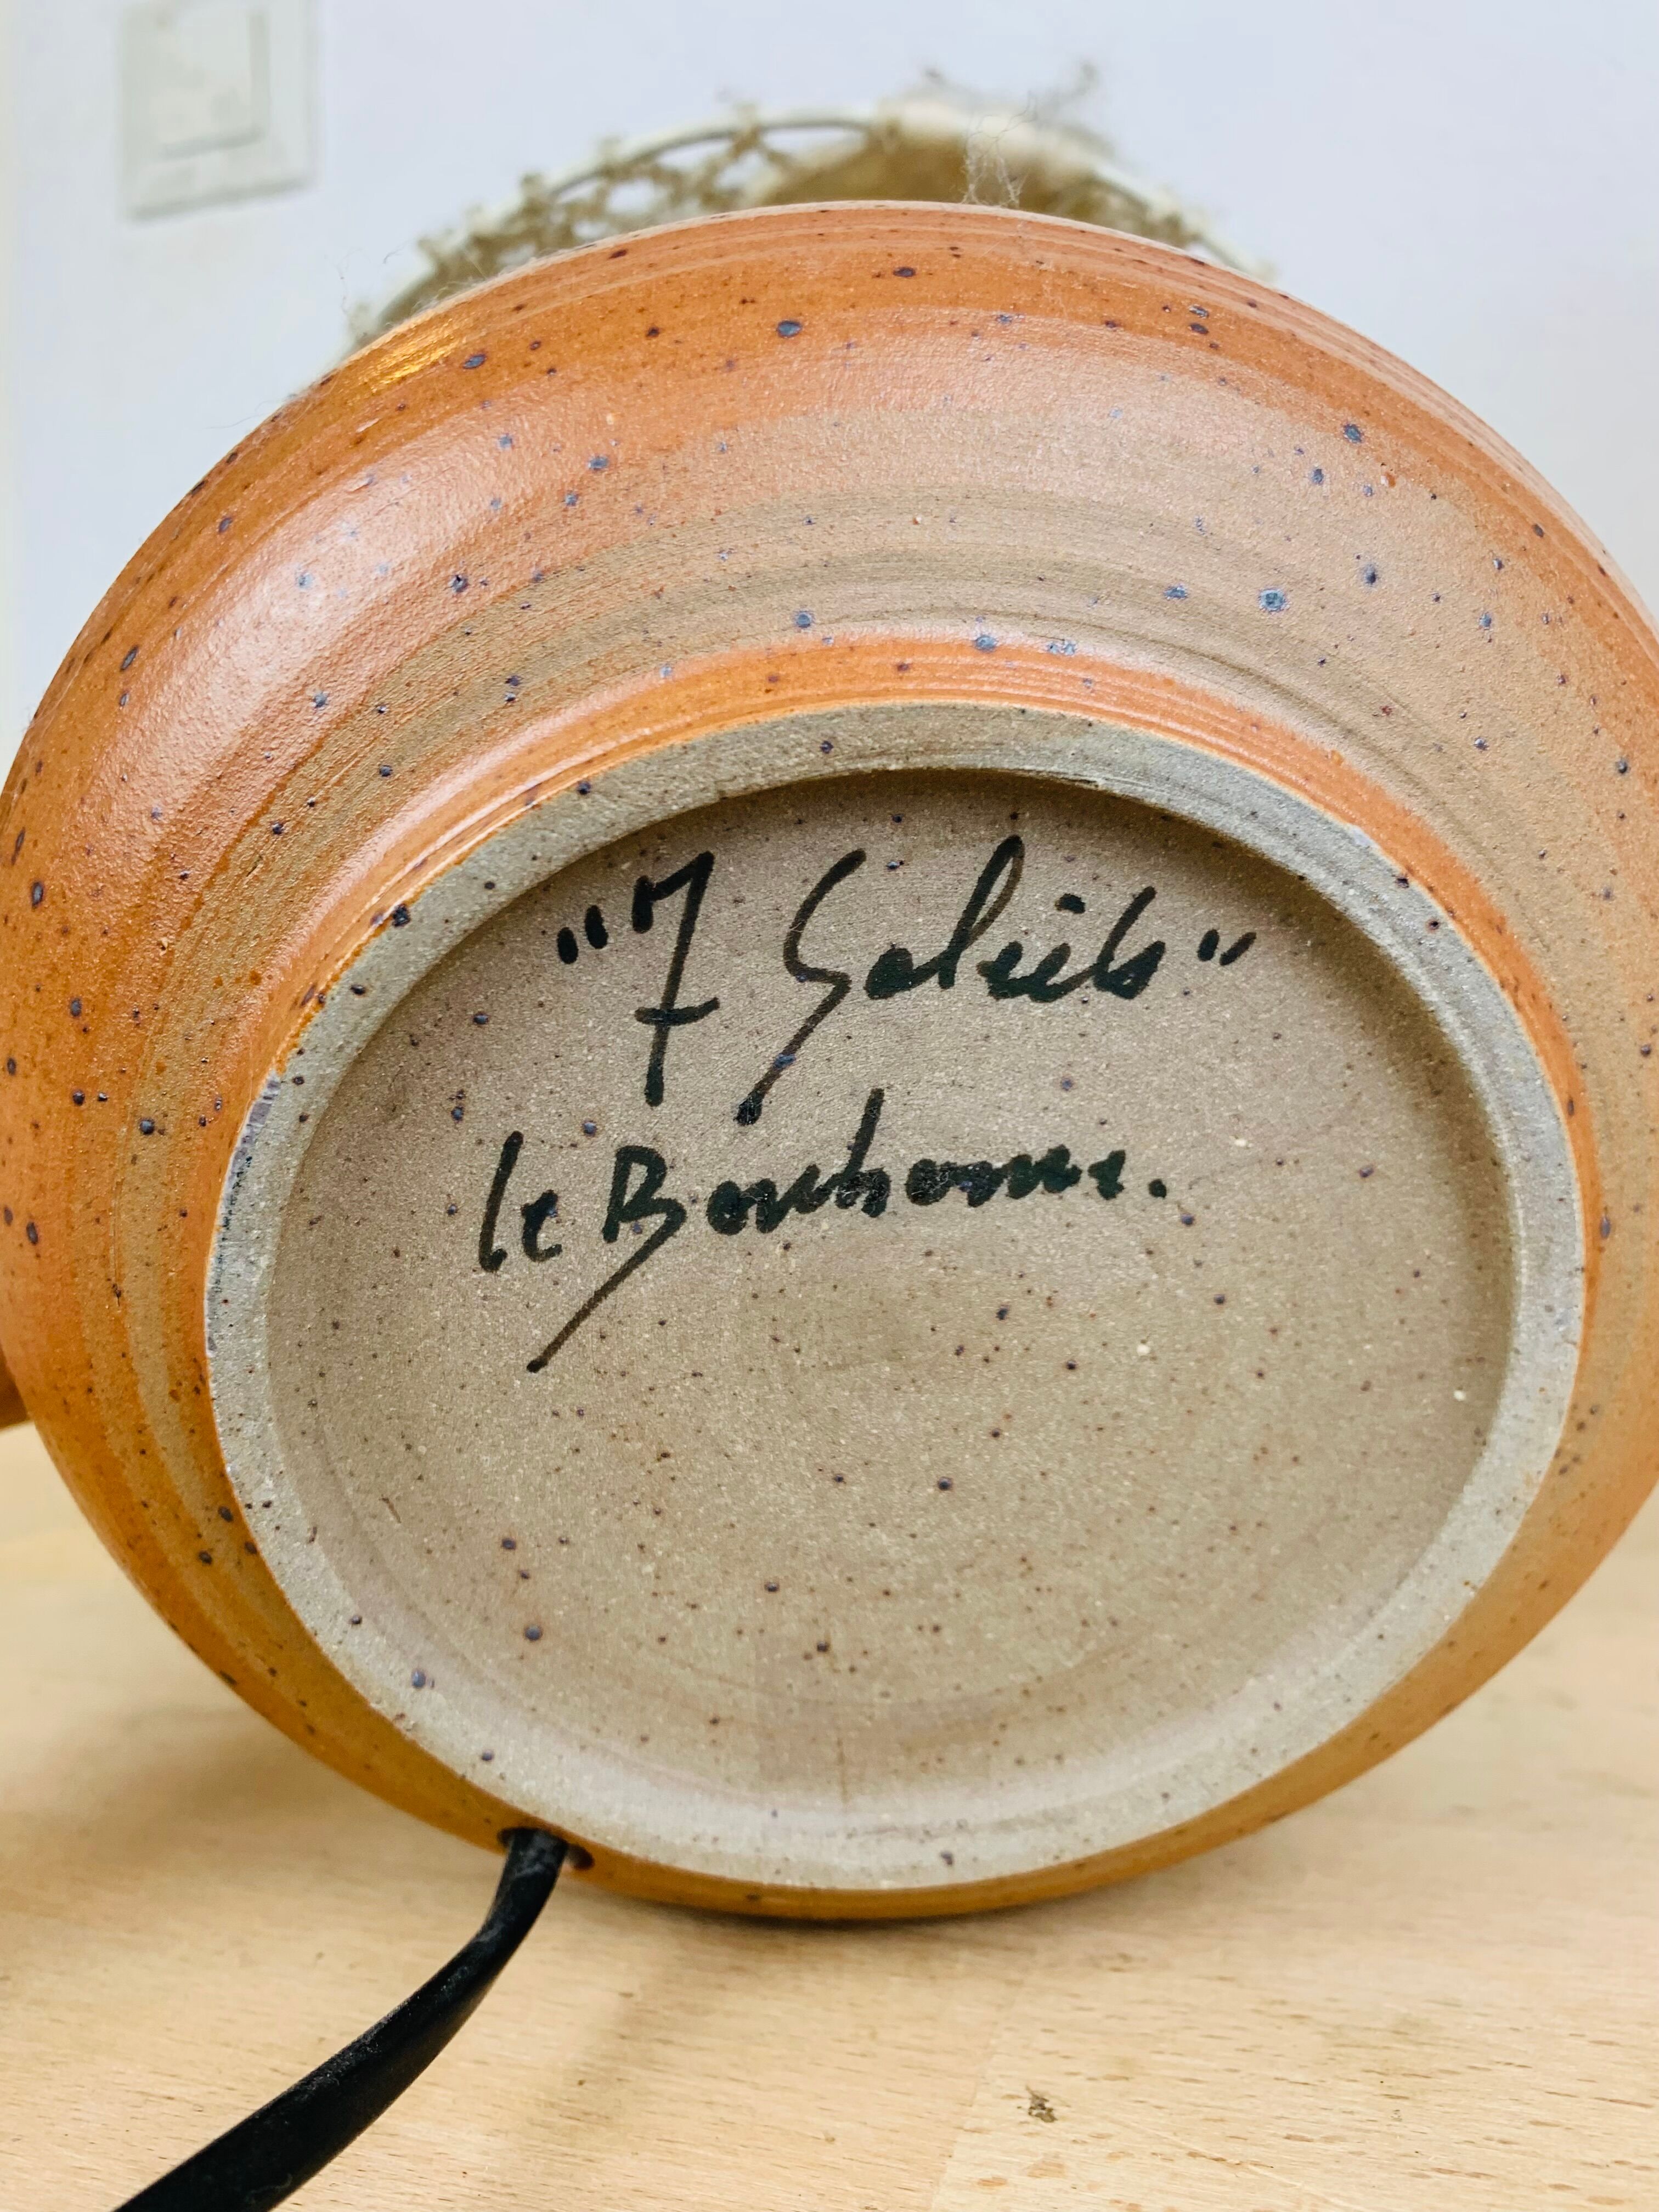 "7 Soleils"
le Bonhomme.